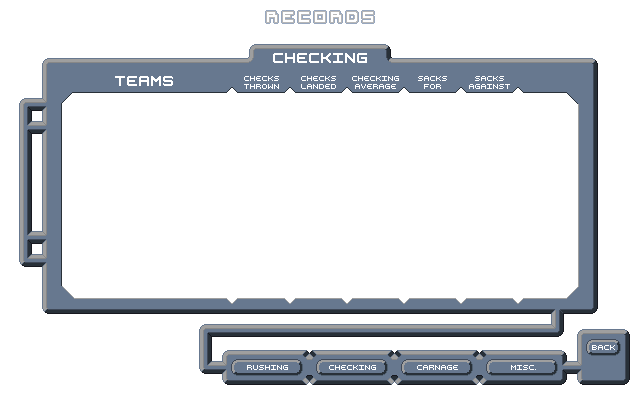 RECORDS
CHECKING
TEAMS
CHECKS THROWN
CHECKS LANDED
CHECKING AVERAGE
SACKS FOR
SACKS AGAINST
RUSHING
CHECKING
CARNAGE
MISC.
BACK